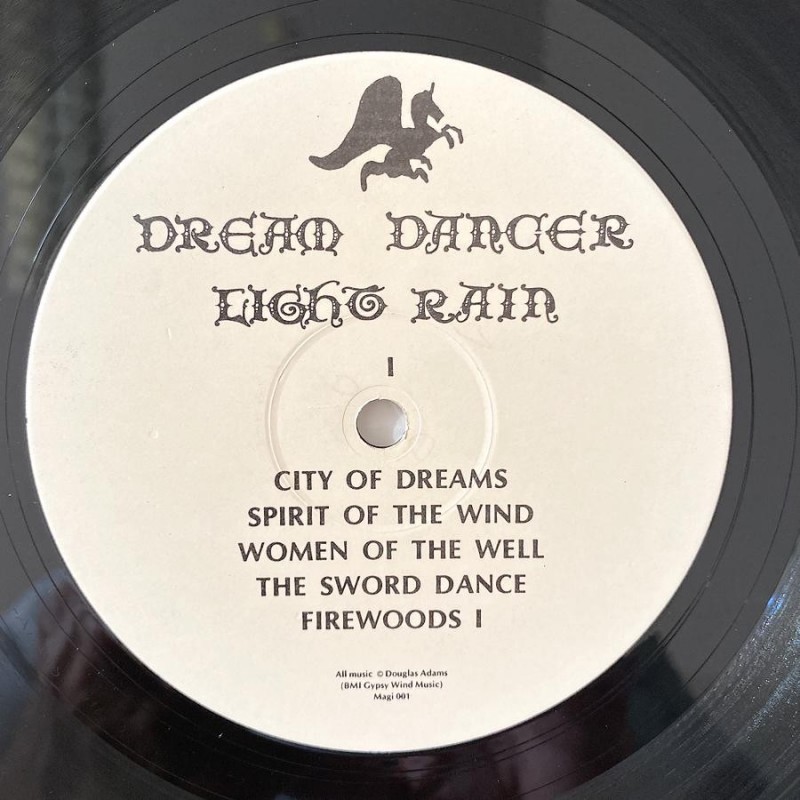 DREAM DANCER
LIGHT RAIN
I
CITY OF DREAMS
SPIRIT OF THE WIND
WOMEN OF THE WELL
THE SWORD DANCE
FIREWOODS I
All music © Douglas Adams
(BMI Gypsy Wind Music)
Magi 001